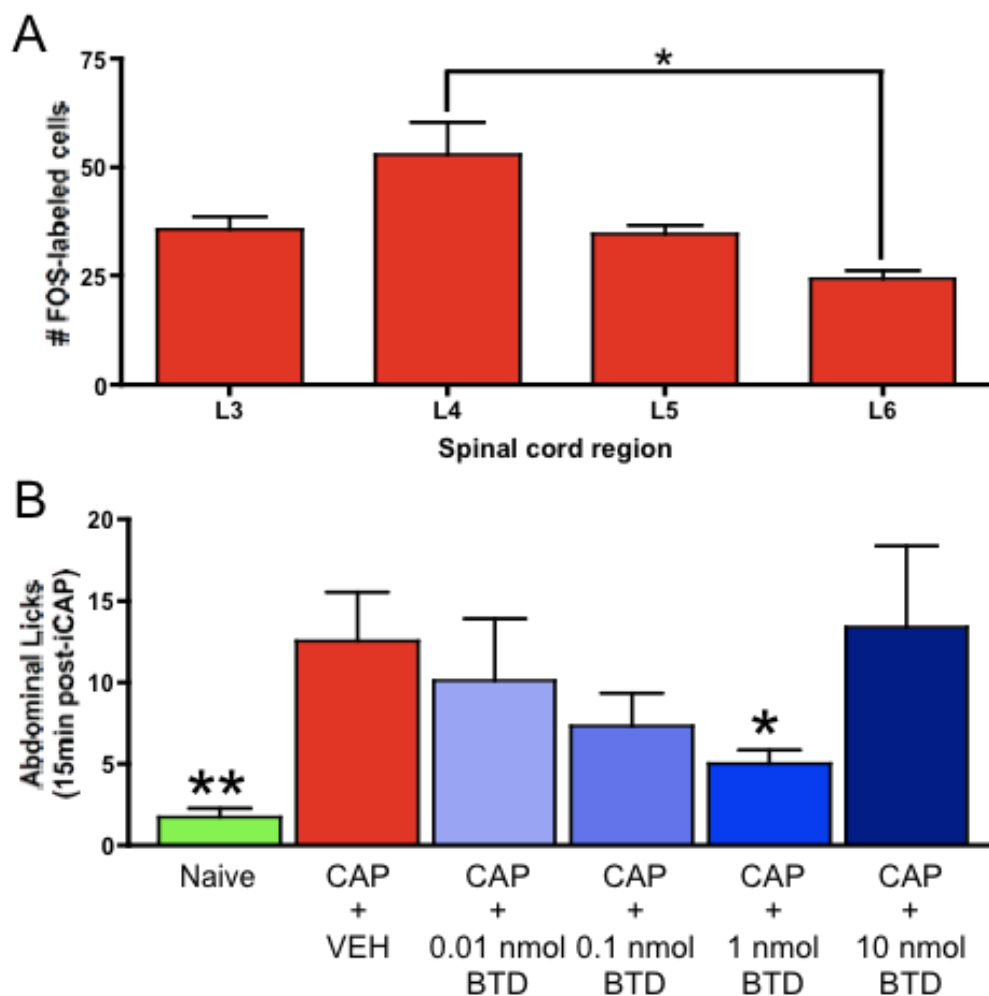 A
75
*
50
25
0
# FOS-labeled cells
L3 L4 L5 L6
Spinal cord region
B
20
15
10
5
0
Abdominal Licks
(15min post-iCAP)
**
*
Naive CAP CAP CAP CAP CAP
+ + + + +
VEH 0.01 nmol 0.1 nmol 1 nmol 10 nmol
BTD BTD BTD BTD